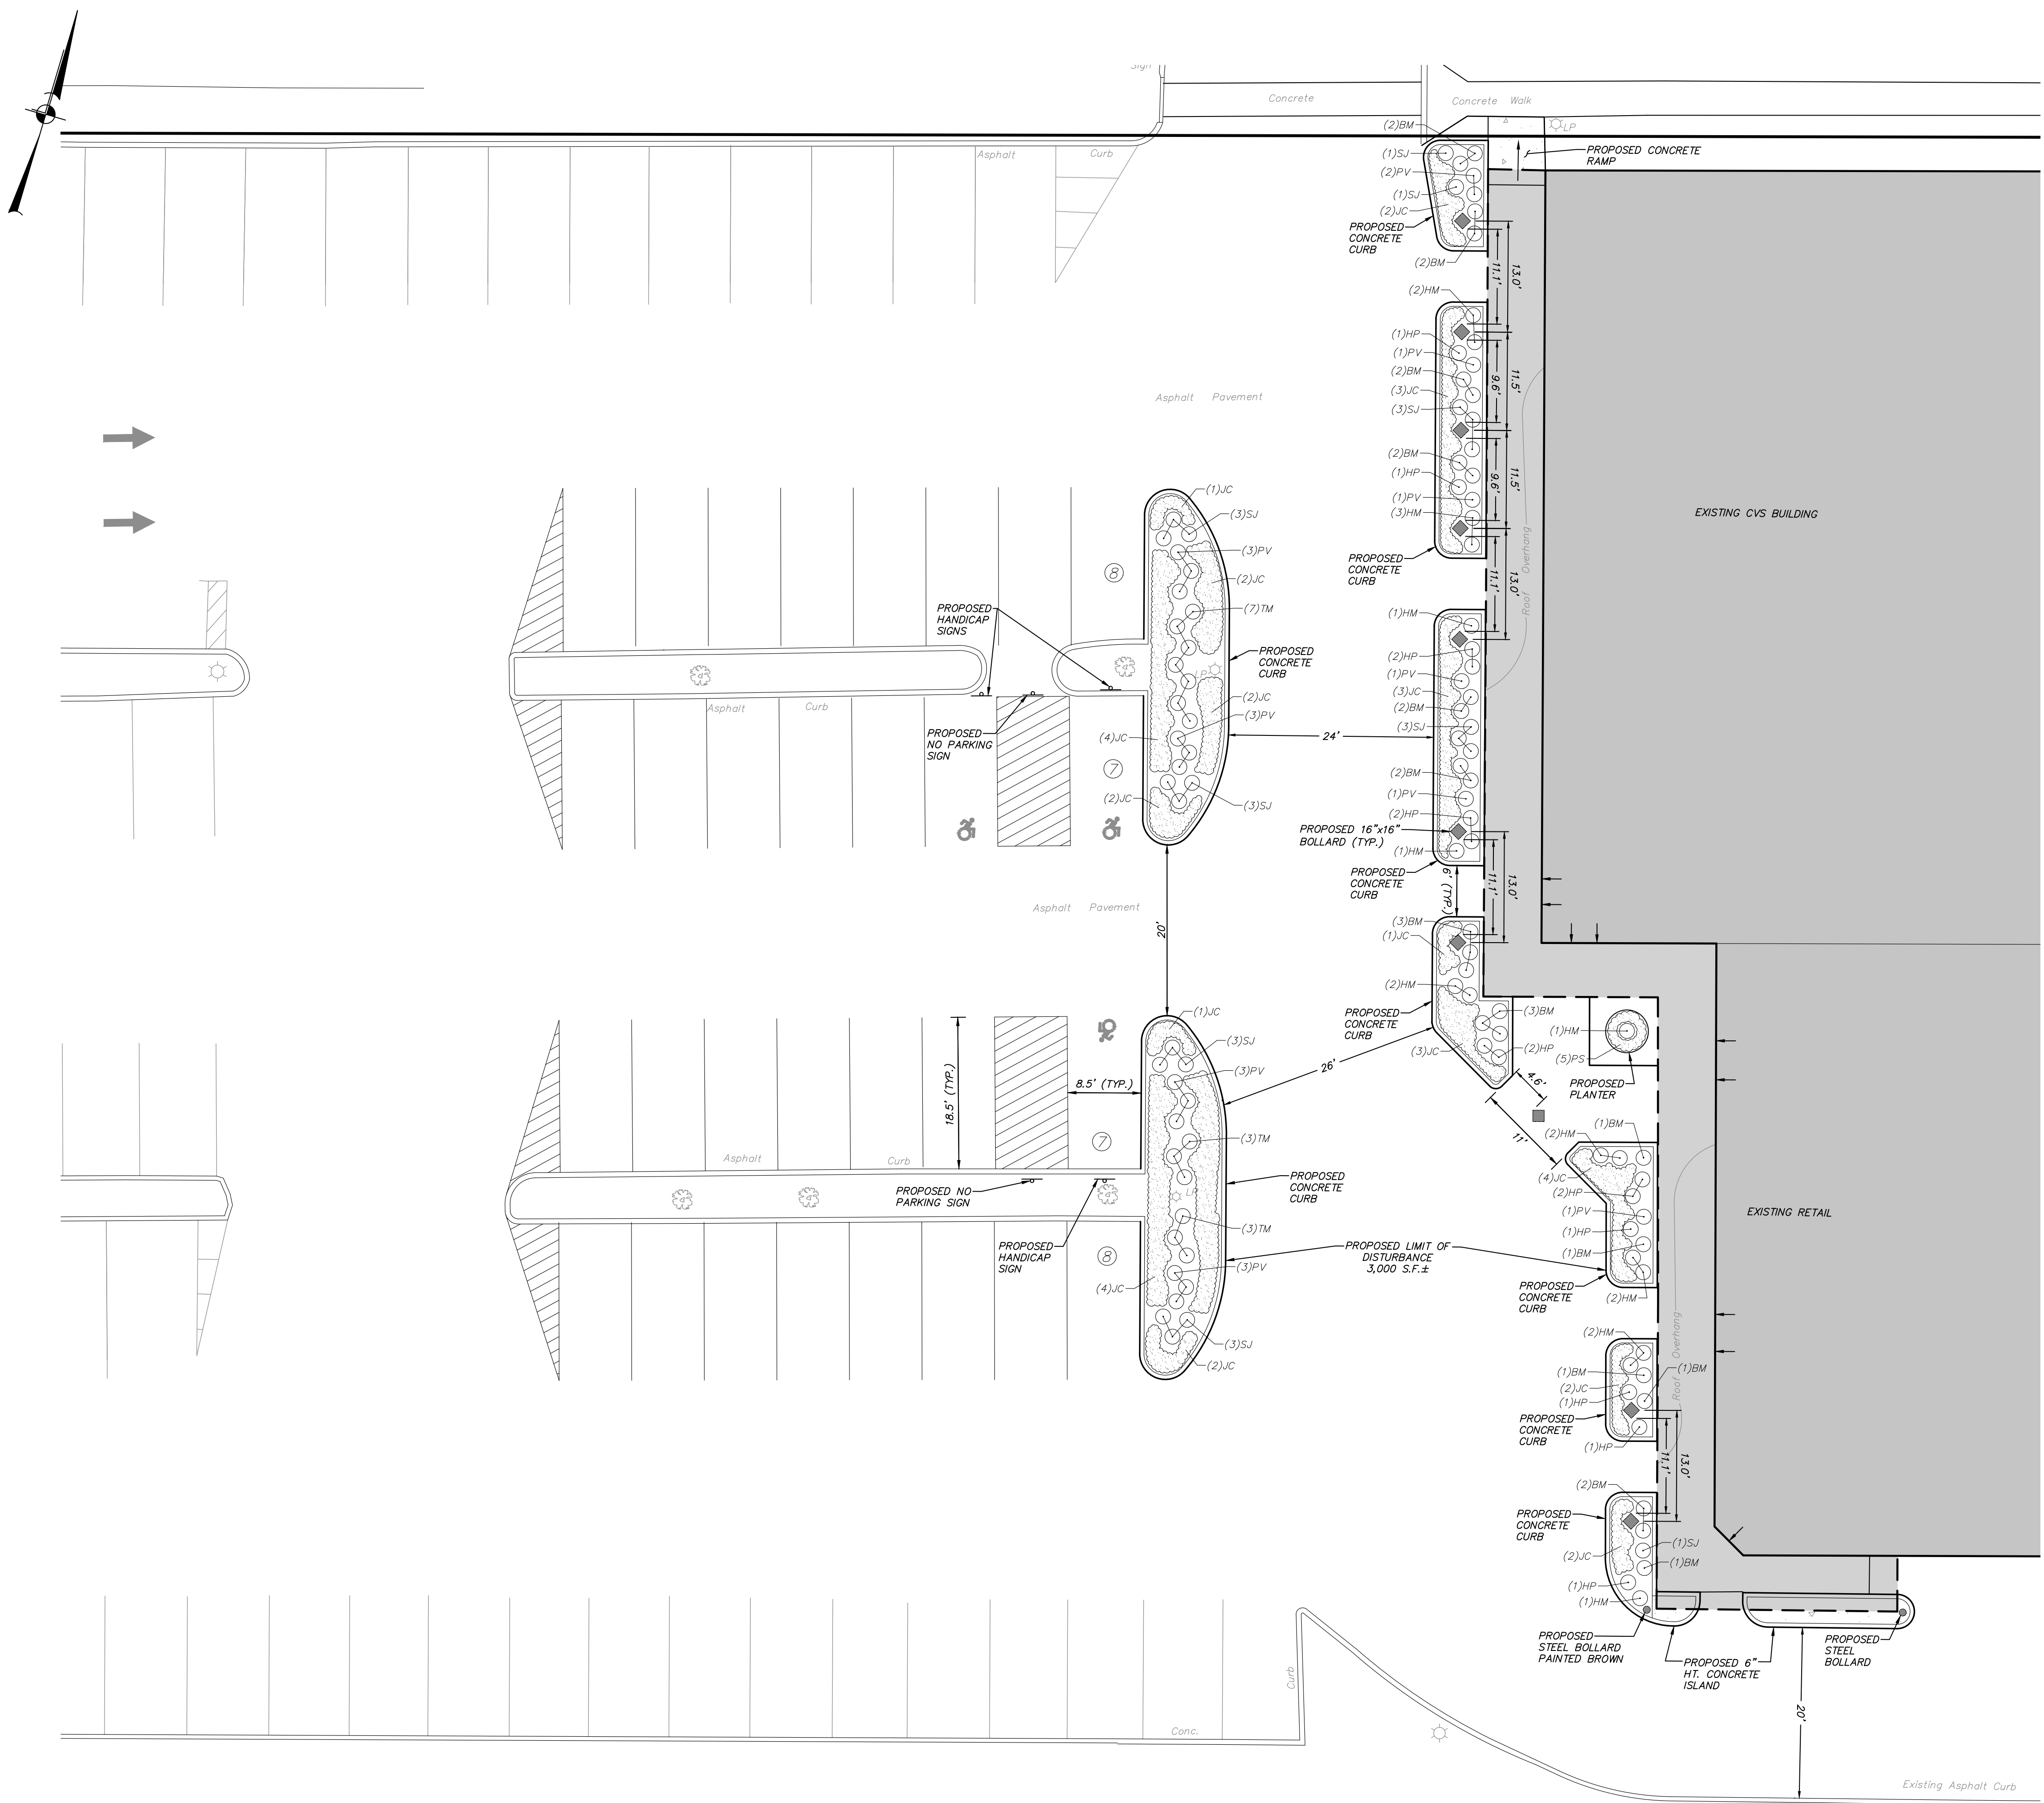 Concrete
Concrete Walk
LP
Asphalt Curb
(2)BM
(1)SJ
(2)PV
(1)SJ
(2)JC
PROPOSED
CONCRETE
CURB
(2)BM
PROPOSED CONCRETE
RAMP
11.1'
13.0'
(2)HM
(1)HP
(1)PV
(2)BM
(3)JC
(3)SJ
(2)BM
(1)HP
(1)PV
(3)HM
PROPOSED
CONCRETE
CURB
9.6'
11.5'
9.6'
11.5'
11.1'
13.0'
Roof Overhang
EXISTING CVS BUILDING
Asphalt Pavement
(1)JC
(3)SJ
(3)PV
(2)JC
(7)TM
8
PROPOSED
HANDICAP
SIGNS
PROPOSED
CONCRETE
CURB
LP
(2)JC
(3)PV
Asphalt Curb
PROPOSED
NO PARKING
SIGN
(4)JC
7
(2)JC
(3)SJ
24'
(1)HM
(2)HP
(1)PV
(3)JC
(2)BM
(3)SJ
(2)BM
(1)PV
(2)HP
PROPOSED 16"x16"
BOLLARD (TYP.)
(1)HM
PROPOSED
CONCRETE
CURB
6' (TYP.)
11.1'
13.0'
Asphalt Pavement
20'
(3)BM
(1)JC
(2)HM
PROPOSED
CONCRETE
CURB
(3)JC
(3)BM
(2)HP
26'
4.6'
11'
(1)HM
(5)PS
PROPOSED
PLANTER
(1)JC
(3)SJ
(3)PV
18.5' (TYP.)
8.5' (TYP.)
7
(3)TM
Asphalt Curb
PROPOSED NO
PARKING SIGN
LP
PROPOSED
CONCRETE
CURB
(3)TM
PROPOSED
HANDICAP
SIGN
8
(3)PV
(4)JC
(3)SJ
(2)JC
PROPOSED LIMIT OF
DISTURBANCE
3,000 S.F.±
(1)BM
(2)HM
(4)JC
(2)HP
(1)PV
(1)HP
(1)BM
PROPOSED
CONCRETE
CURB
(2)HM
EXISTING RETAIL
Roof Overhang
(2)HM
(1)BM
(1)BM
(2)JC
(1)HP
PROPOSED
CONCRETE
CURB
(1)HP
11.1'
13.0'
(2)BM
PROPOSED
CONCRETE
CURB
(1)SJ
(2)JC
(1)BM
(1)HP
(1)HM
PROPOSED
STEEL BOLLARD
PAINTED BROWN
PROPOSED 6"
HT. CONCRETE
ISLAND
PROPOSED
STEEL
BOLLARD
20'
Curb
Conc.
Existing Asphalt Curb